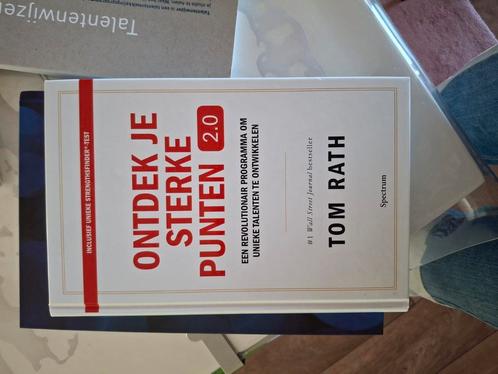 Talentenwijzer
INCLUSIEF UNIEKE STRENGTHSFINDER®-TEST
ONTDEK JE
STERKE
PUNTEN 2.0
EEN REVOLUTIONAIR PROGRAMMA OM
UNIEKE TALENTEN TE ONTWIKKELEN
#1 Wall Street Journal bestseller
TOM RATH
Spectrum